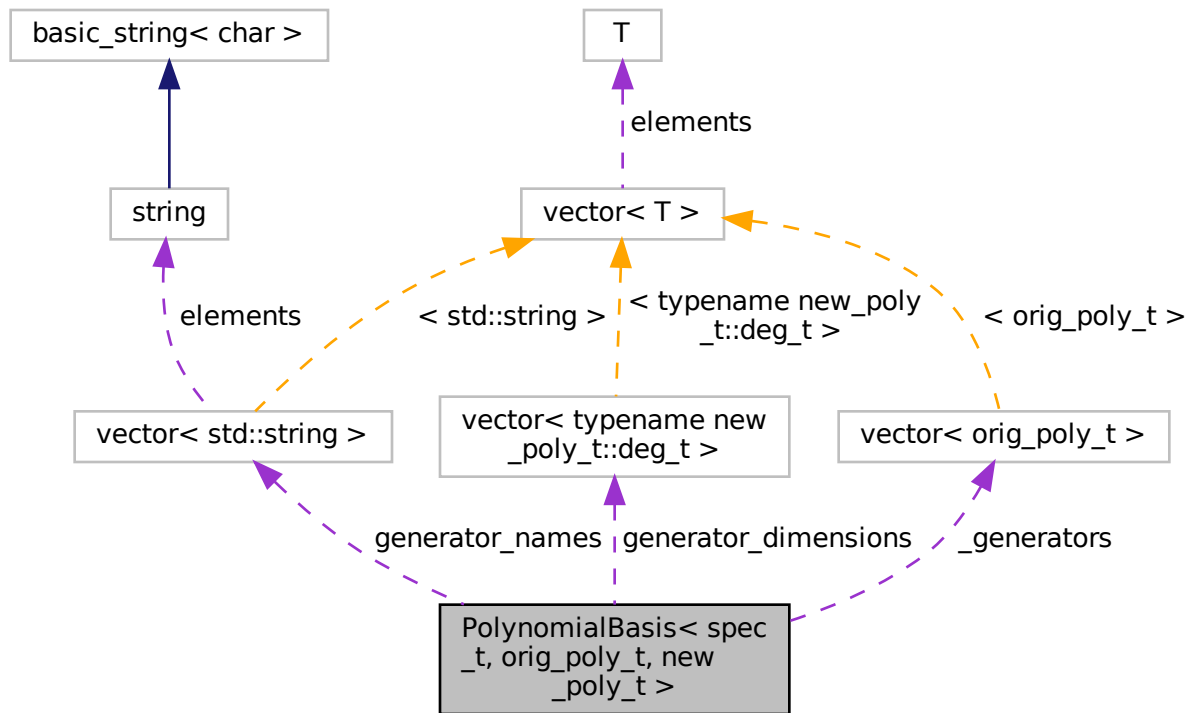 basic_string< char >
T
elements
string
vector< T >
elements
< std::string >
< typename new_poly
_t::deg_t >
< orig_poly_t >
vector< std::string >
vector< typename new
_poly_t::deg_t >
vector< orig_poly_t >
generator_names
generator_dimensions
_generators
PolynomialBasis< spec
_t, orig_poly_t, new
_poly_t >